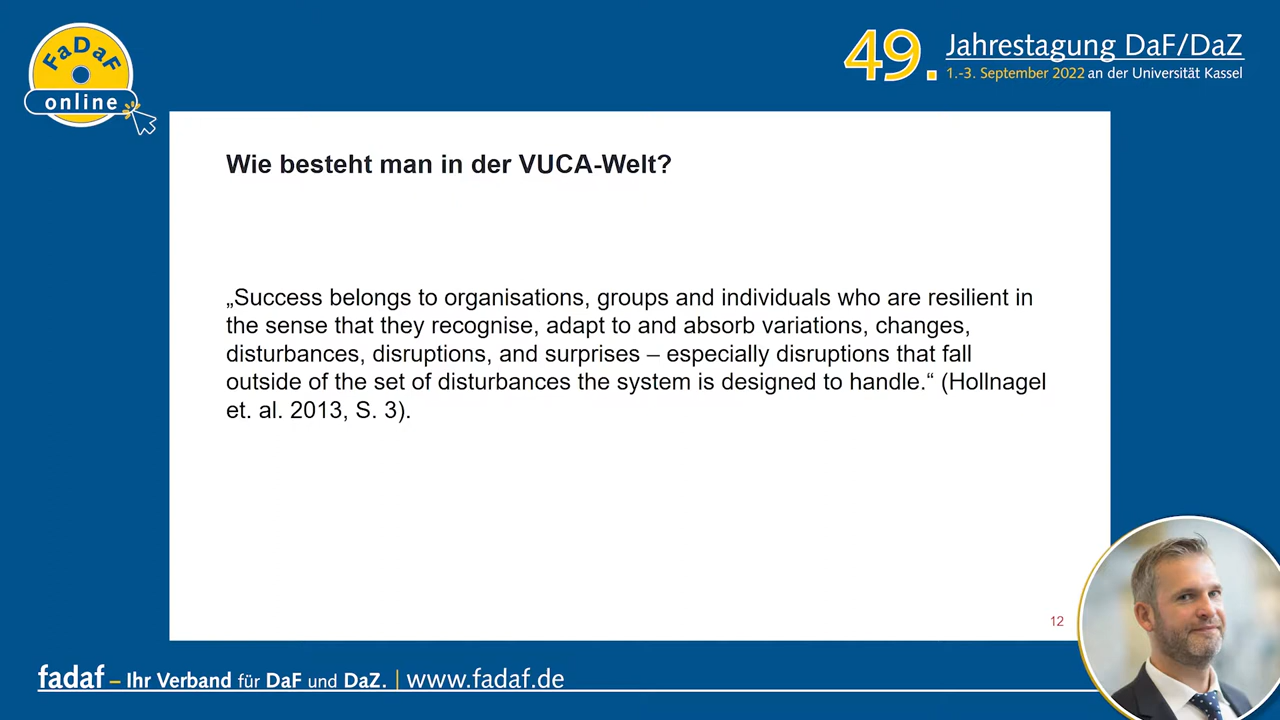 FaDaF
online
49. Jahrestagung DaF/DaZ
1.-3. September 2022 an der Universität Kassel
Wie besteht man in der VUCA-Welt?
„Success belongs to organisations, groups and individuals who are resilient in
the sense that they recognise, adapt to and absorb variations, changes,
disturbances, disruptions, and surprises – especially disruptions that fall
outside of the set of disturbances the system is designed to handle.“ (Hollnagel
et. al. 2013, S. 3).
12
fadaf – Ihr Verband für DaF und DaZ. | www.fadaf.de